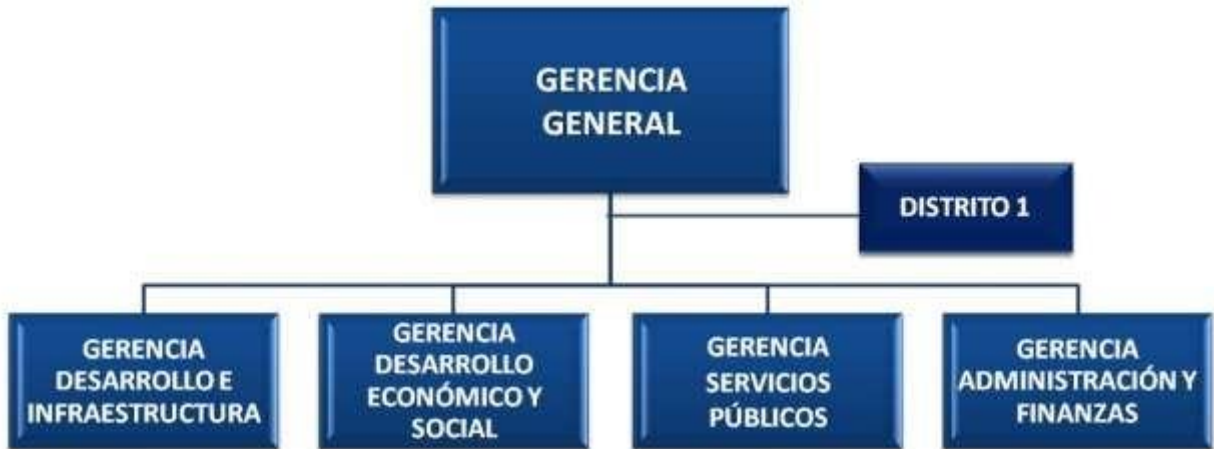 GERENCIA
GENERAL
DISTRITO 1
GERENCIA
DESARROLLO E
INFRAESTRUCTURA
GERENCIA
DESARROLLO
ECONÓMICO Y
SOCIAL
GERENCIA
SERVICIOS
PÚBLICOS
GERENCIA
ADMINISTRACIÓN Y
FINANZAS